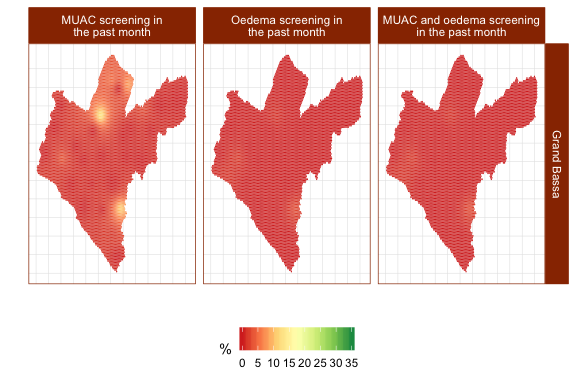 MUAC screening in
the past month
Oedema screening in
the past month
MUAC and oedema screening
in the past month
Grand Bassa
%
0 5 10 15 20 25 30 35